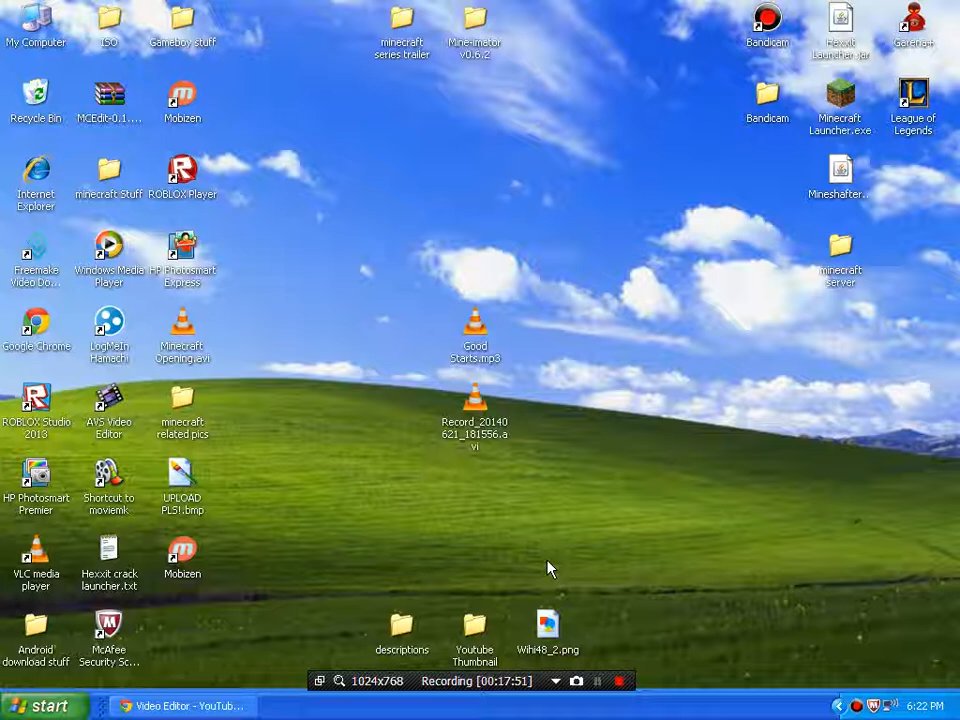 My Computer
ISO
Gameboy stuff
minecraft
series trailer
Mine-imator
v0.6.2
Bandicam
Hexxit
Launcher.jar
Garena+
Recycle Bin
MCEdit-0.1....
Mobizen
Bandicam
Minecraft
Launcher.exe
League of
Legends
Internet
Explorer
minecraft Stuff
ROBLOX Player
Mineshafter...
Freemake
Video Do...
Windows Media
Player
HP Photosmart
Express
minecraft
server
Google Chrome
LogMeIn
Hamachi
Minecraft
Opening.avi
Good
Starts.mp3
ROBLOX Studio
2013
AVS Video
Editor
minecraft
related pics
Record_20140
621_181556.a
vi
HP Photosmart
Premier
Shortcut to
moviemk
UPLOAD
PLS!.bmp
VLC media
player
Hexxit crack
launcher.txt
Mobizen
Android
download stuff
McAfee
Security Sc...
descriptions
Youtube
Thumbnail
Wihi48_2.png
1024x768 Recording [00:17:51]
start
Video Editor - YouTub...
6:22 PM